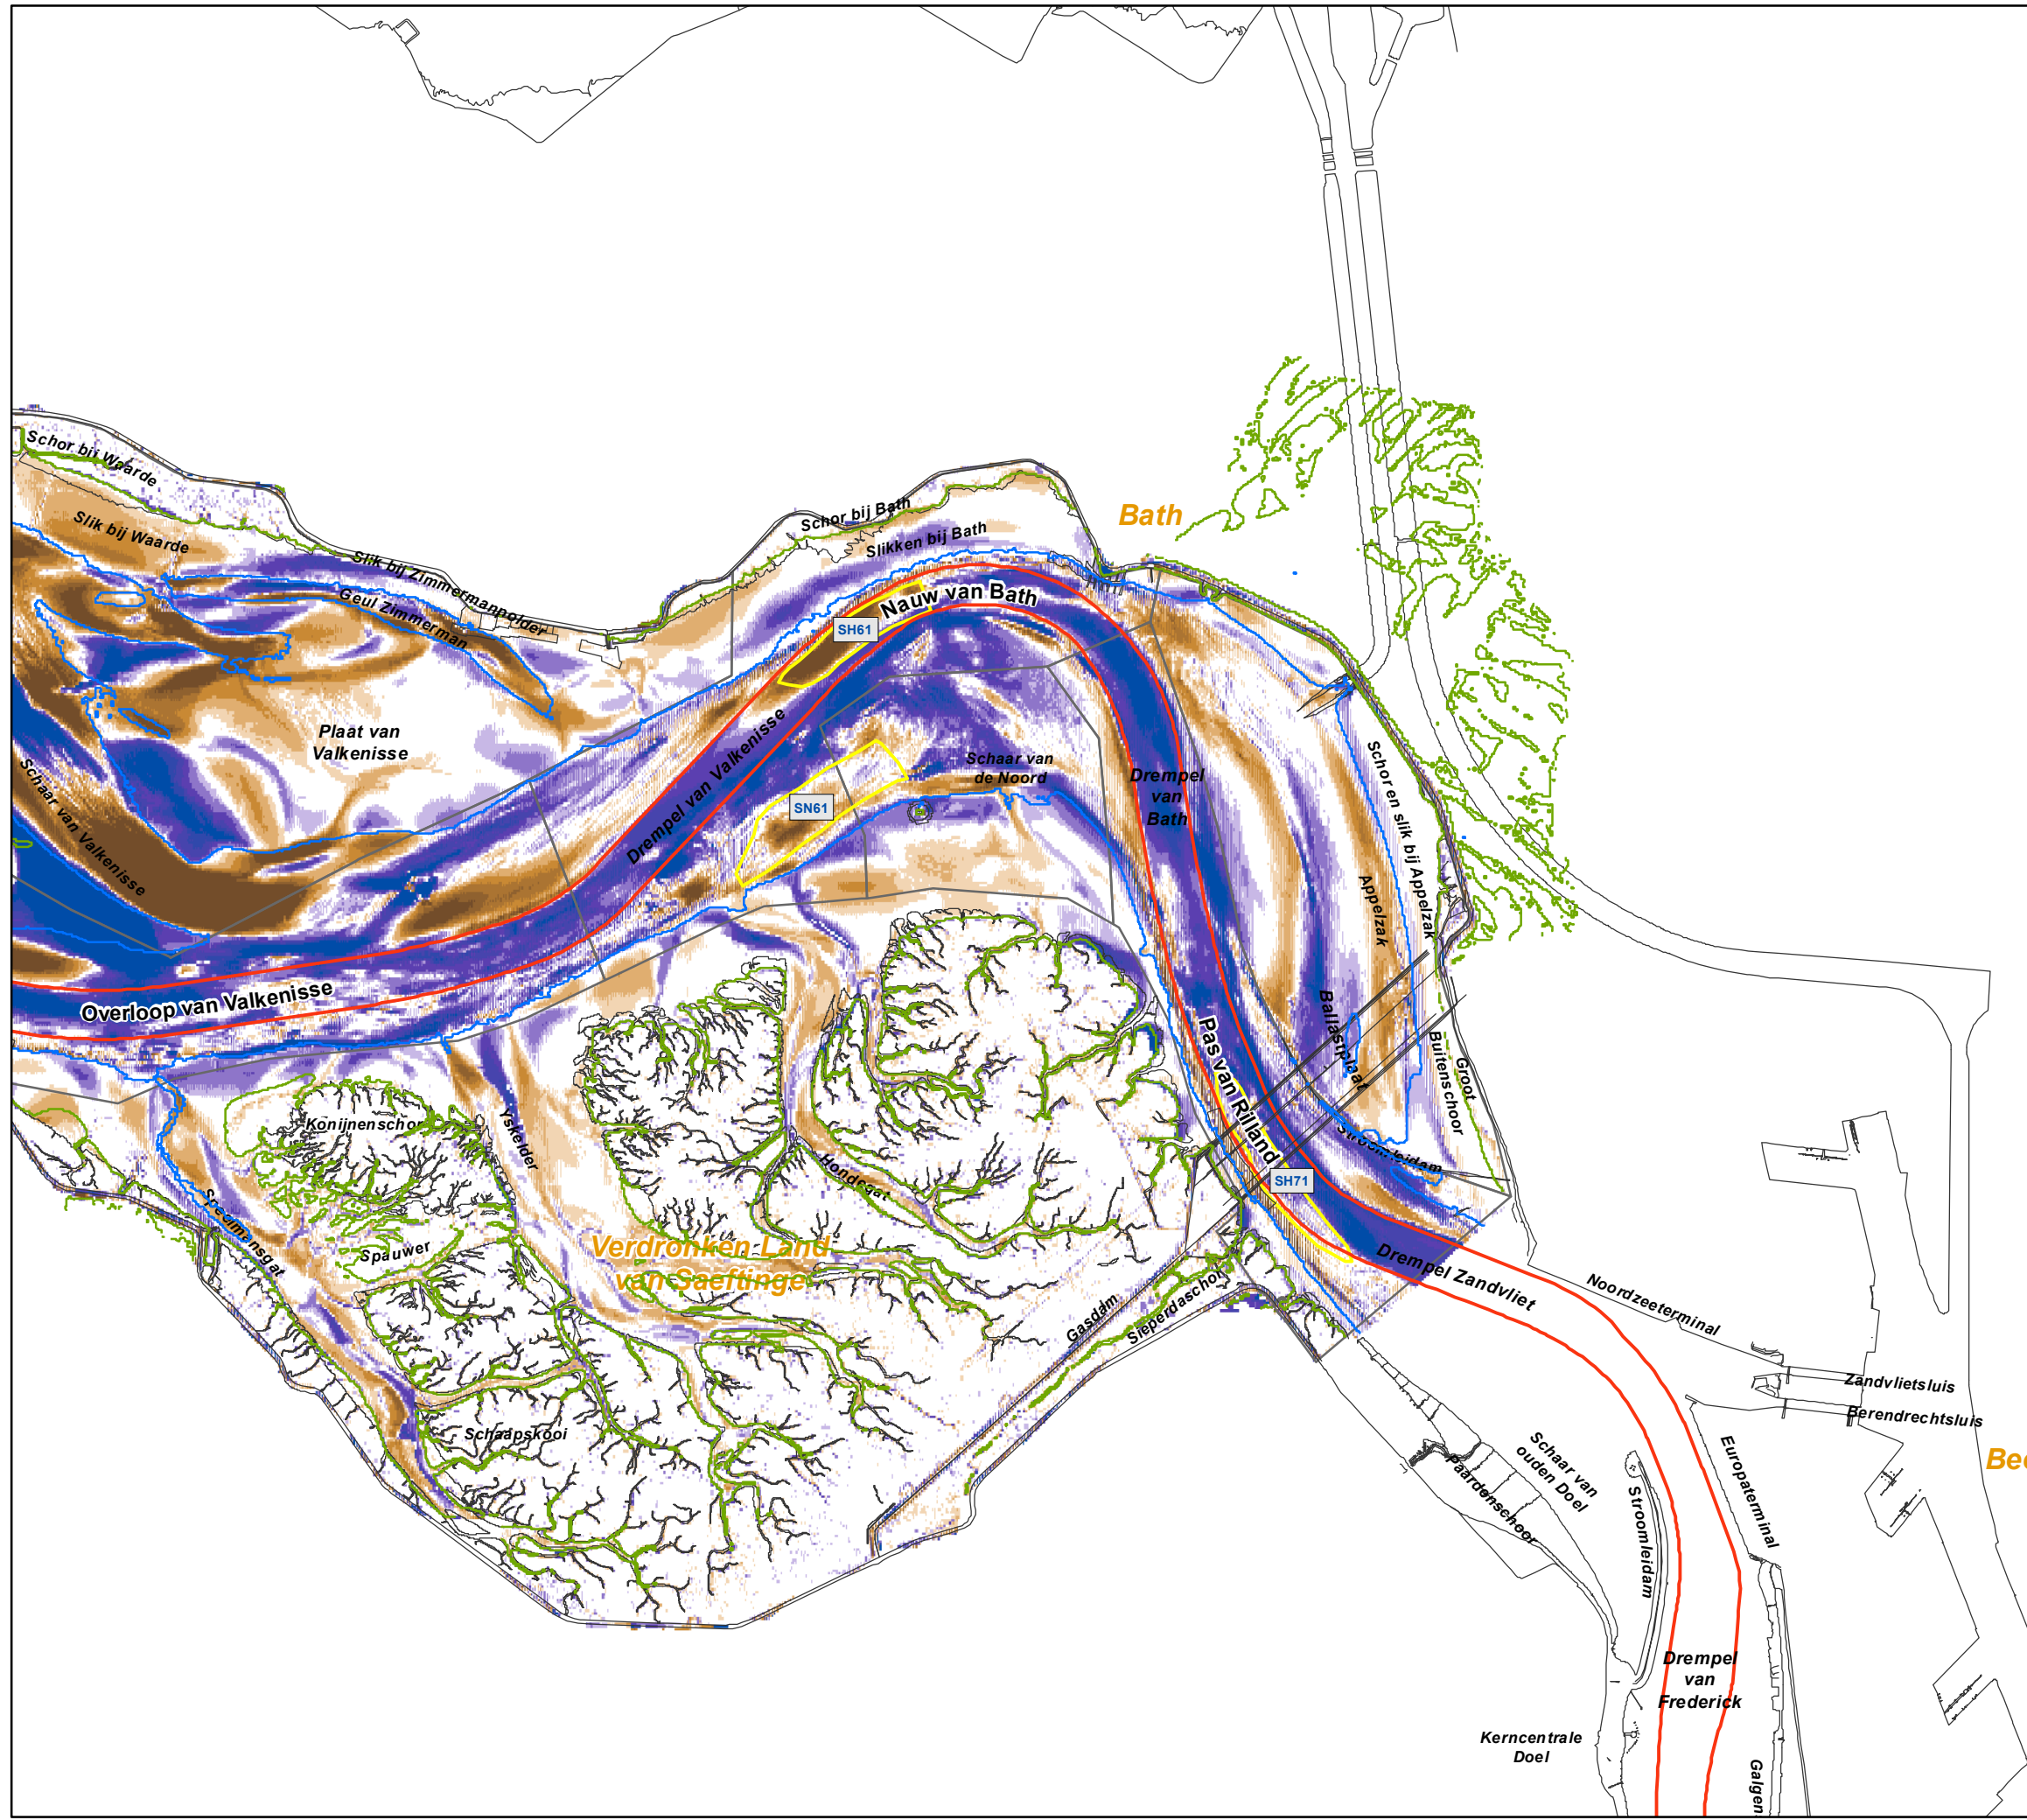 Bath
Schor bij Waarde
Slik bij Waarde
Slik bij Zimmermanpolder
Geul Zimmerman
Schor bij Bath
Slikken bij Bath
Nauw van Bath
SH61
Plaat van
Valkenisse
Schaar van Valkenisse
Drempel van Valkenisse
SN61
Schaar van
de Noord
Drempel
van
Bath
Schor en slik bij Appelzak
Appelzak
Overloop van Valkenisse
Ballastplaat
Groot
Buitenschoor
Pas van Rilland
Stroomleidam
SH71
Konijnenschor
Yskelder
Hondegat
Speelmansgat
Spauwer
Verdronken Land
van Saeftinge
Schaapskooi
Gasdam
Sieperdaschor
Drempel Zandvliet
Noordzeeterminal
Zandvlietsluis
Berendrechtsluis
Schaar van
ouden Doel
Paardenschoor
Stroomleidam
Europaterminal
Drempel
van
Frederick
Kerncentrale
Doel
Galgen